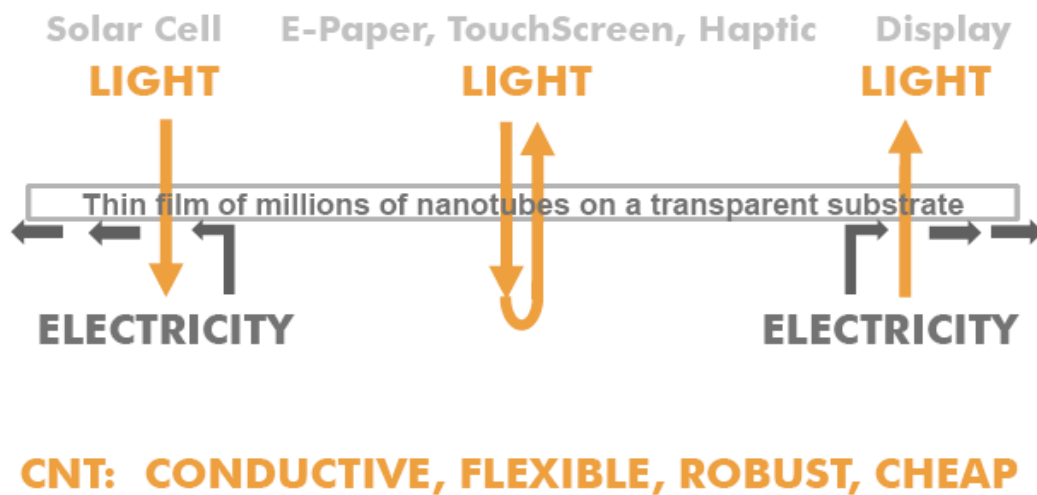 Solar Cell E-Paper, TouchScreen, Haptic Display
LIGHT LIGHT LIGHT
Thin film of millions of nanotubes on a transparent substrate
ELECTRICITY ELECTRICITY
CNT: CONDUCTIVE, FLEXIBLE, ROBUST, CHEAP